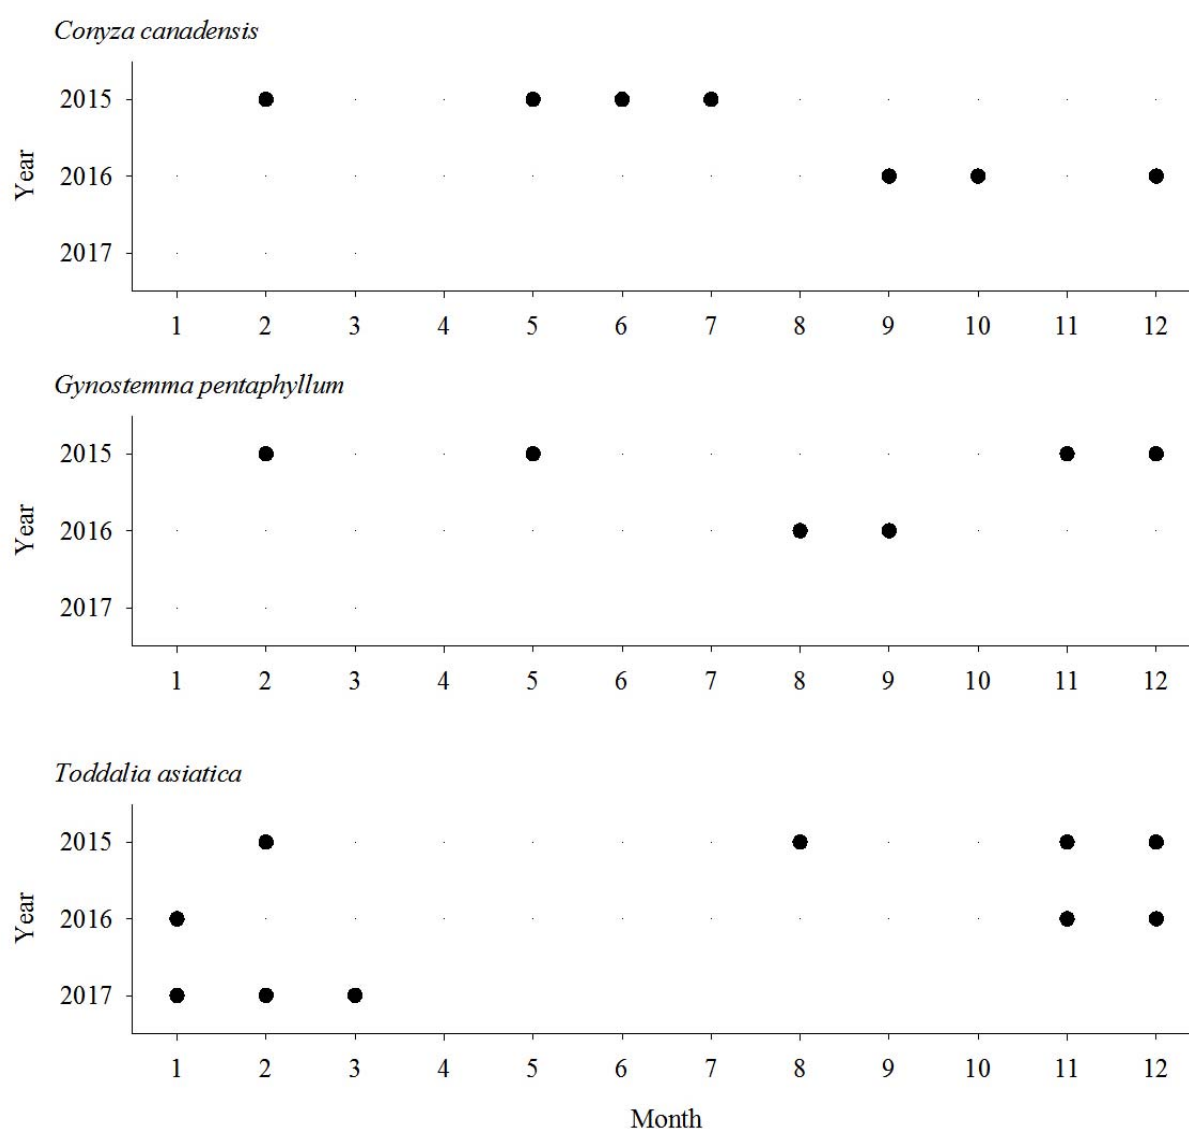 Conyza canadensis
Year
2015
2016
2017
1 2 3 4 5 6 7 8 9 10 11 12
Gynostemma pentaphyllum
Year
2015
2016
2017
1 2 3 4 5 6 7 8 9 10 11 12
Toddalia asiatica
Year
2015
2016
2017
1 2 3 4 5 6 7 8 9 10 11 12
Month